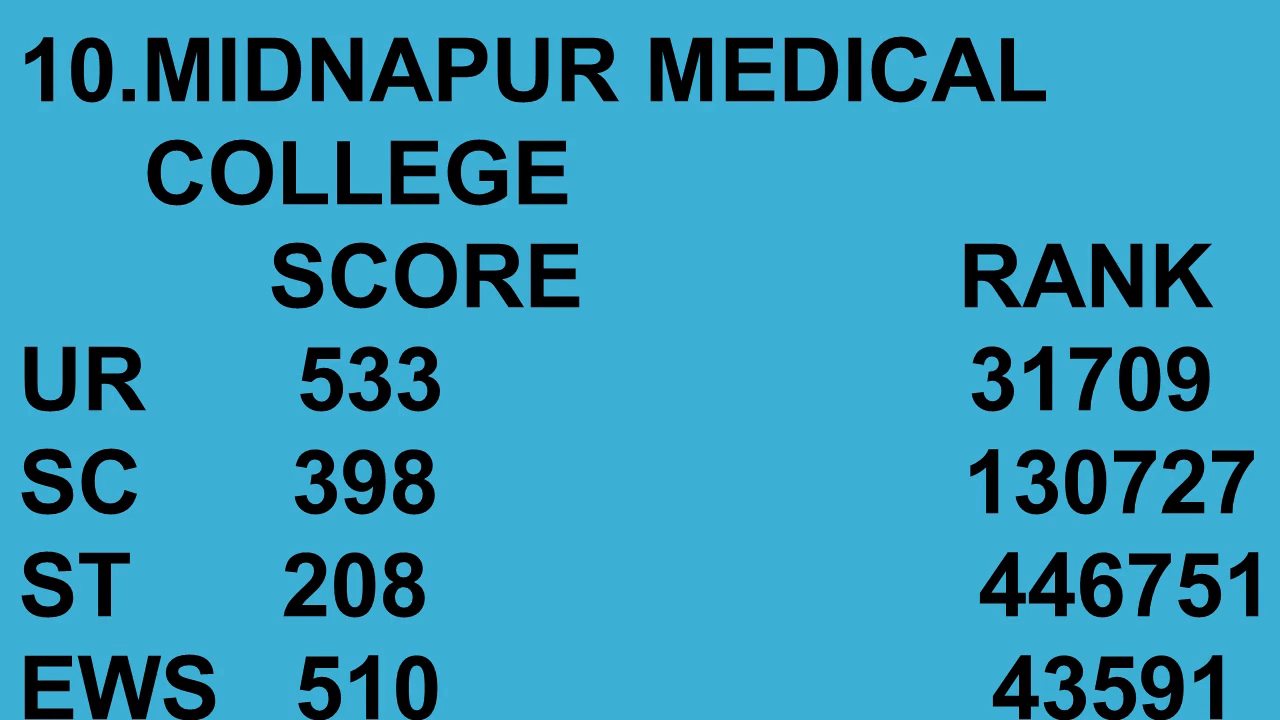 10.MIDNAPUR MEDICAL
COLLEGE
SCORE RANK
UR 533 31709
SC 398 130727
ST 208 446751
EWS 510 43591